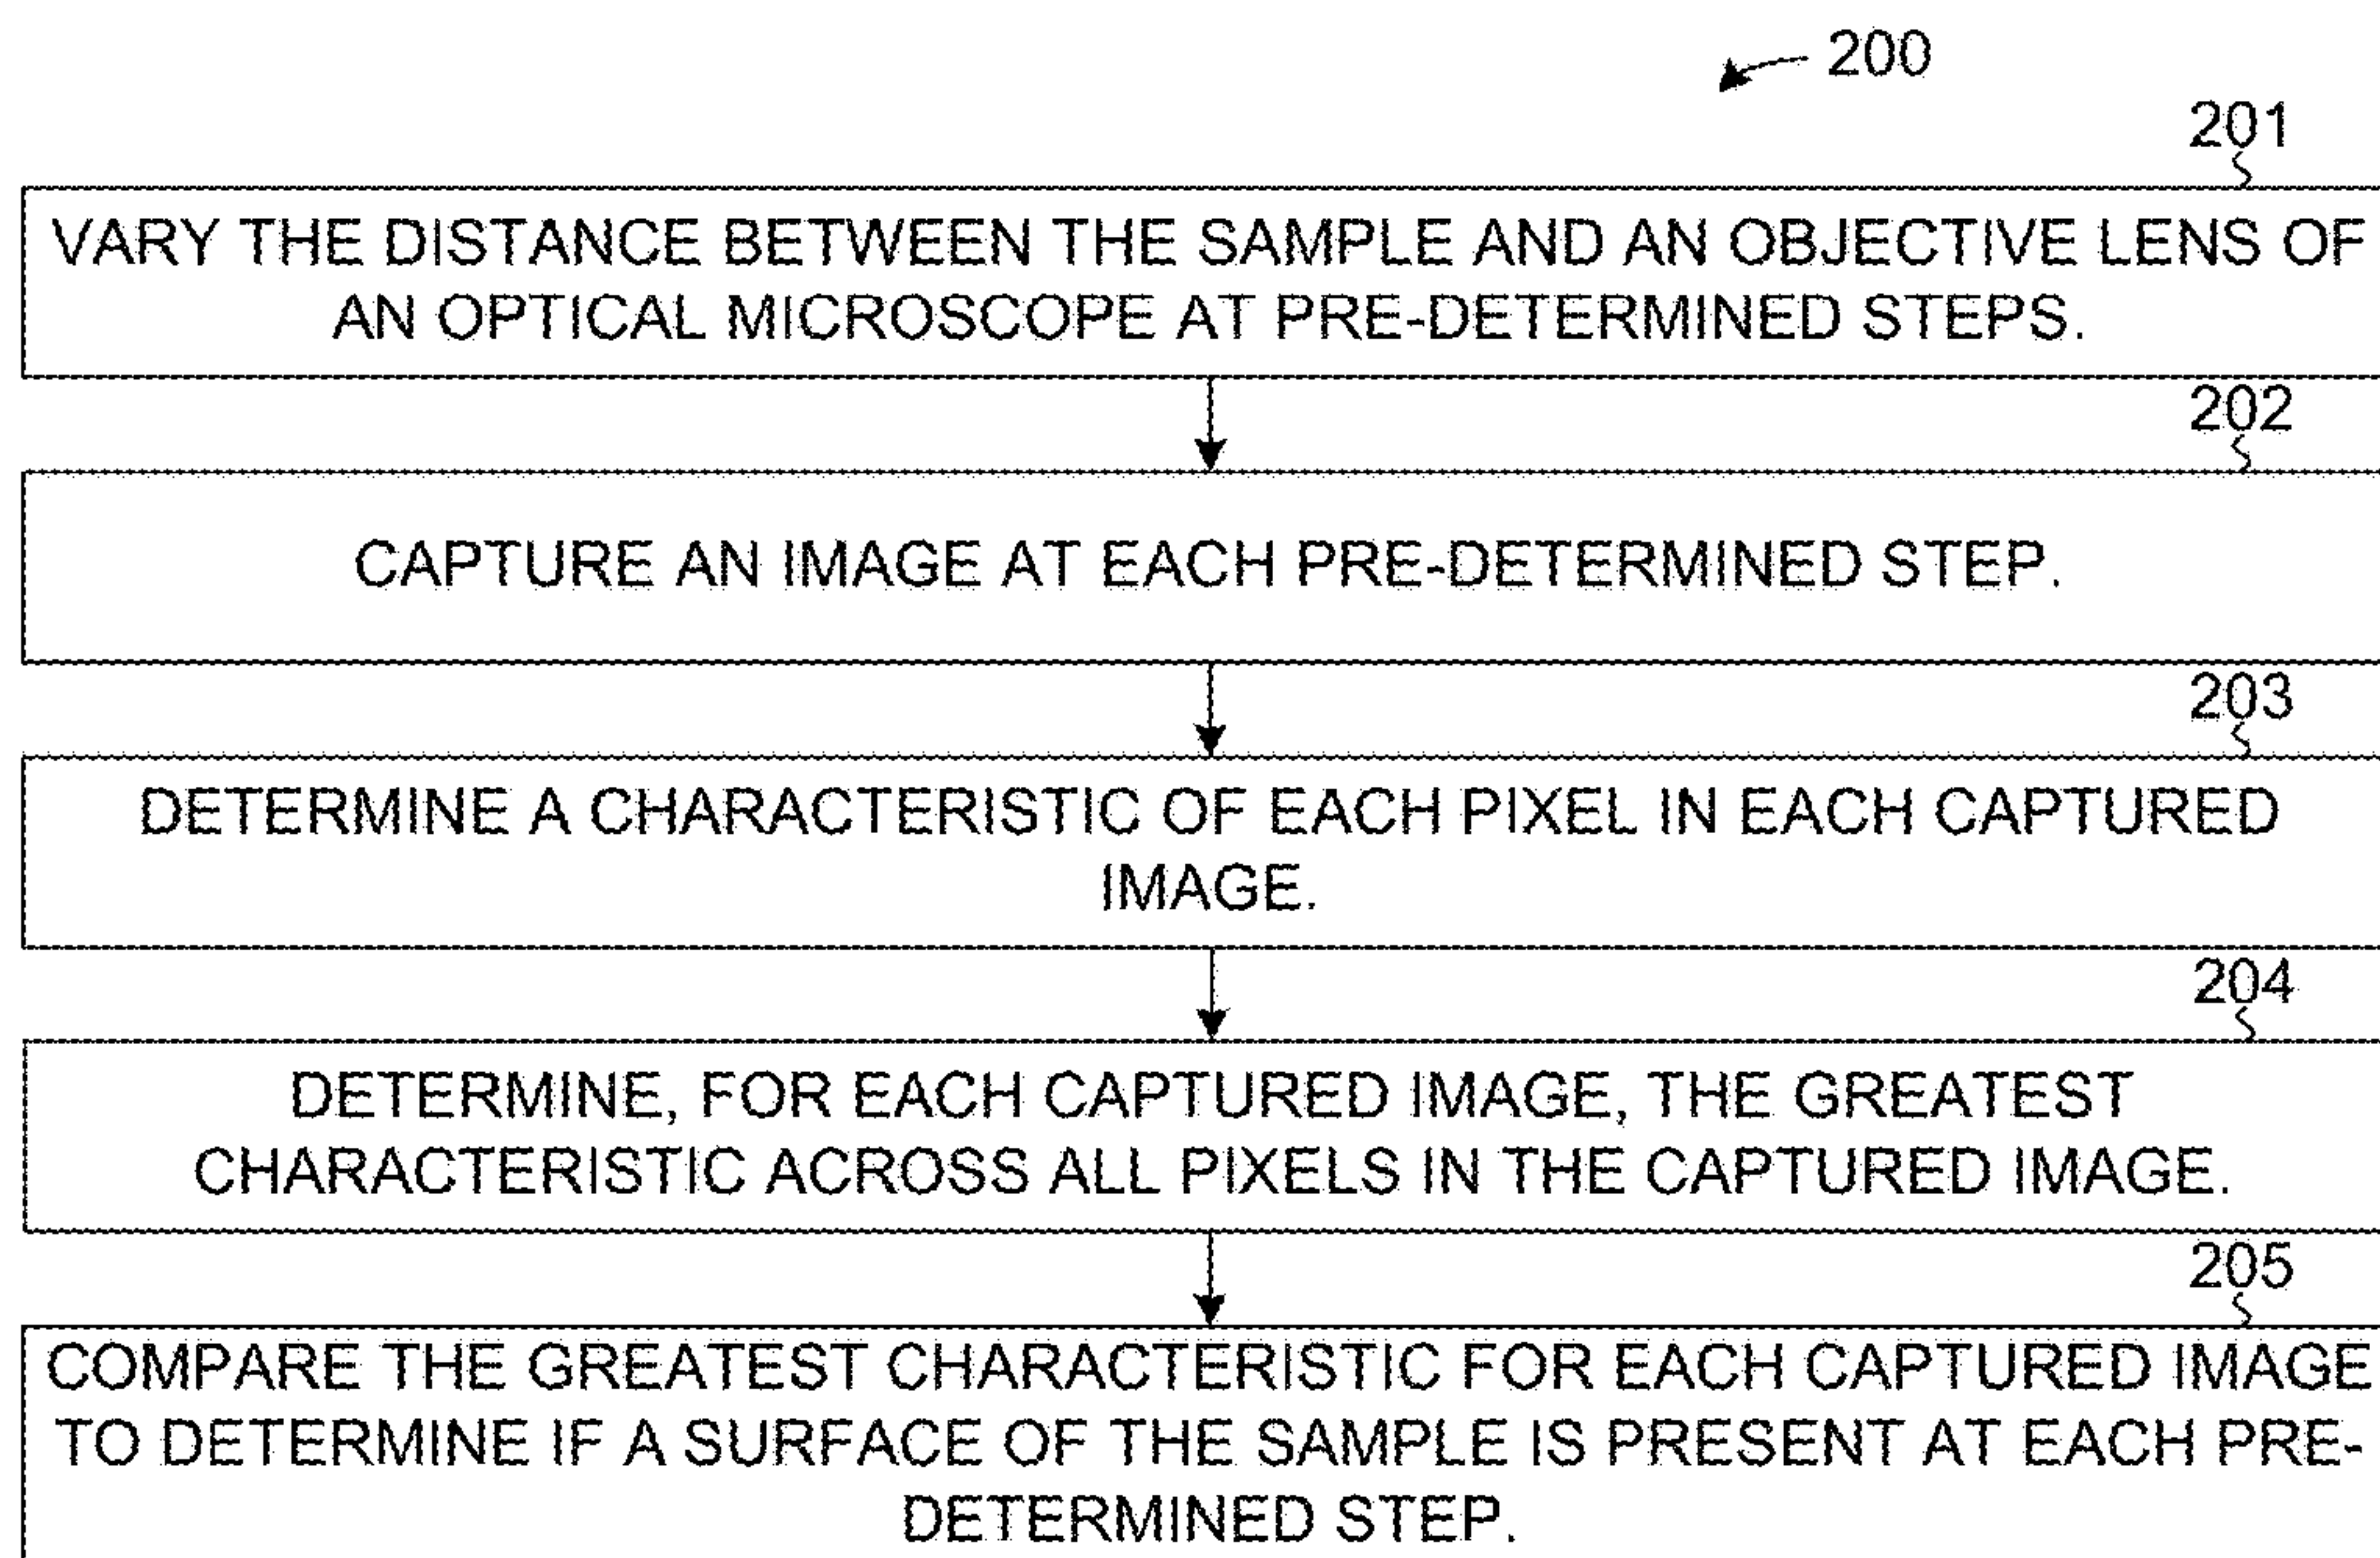 200
201
VARY THE DISTANCE BETWEEN THE SAMPLE AND AN OBJECTIVE LENS OF
AN OPTICAL MICROSCOPE AT PRE-DETERMINED STEPS.
202
CAPTURE AN IMAGE AT EACH PRE-DETERMINED STEP.
203
DETERMINE A CHARACTERISTIC OF EACH PIXEL IN EACH CAPTURED
IMAGE.
204
DETERMINE, FOR EACH CAPTURED IMAGE, THE GREATEST
CHARACTERISTIC ACROSS ALL PIXELS IN THE CAPTURED IMAGE.
205
COMPARE THE GREATEST CHARACTERISTIC FOR EACH CAPTURED IMAGE
TO DETERMINE IF A SURFACE OF THE SAMPLE IS PRESENT AT EACH PRE-
DETERMINED STEP.